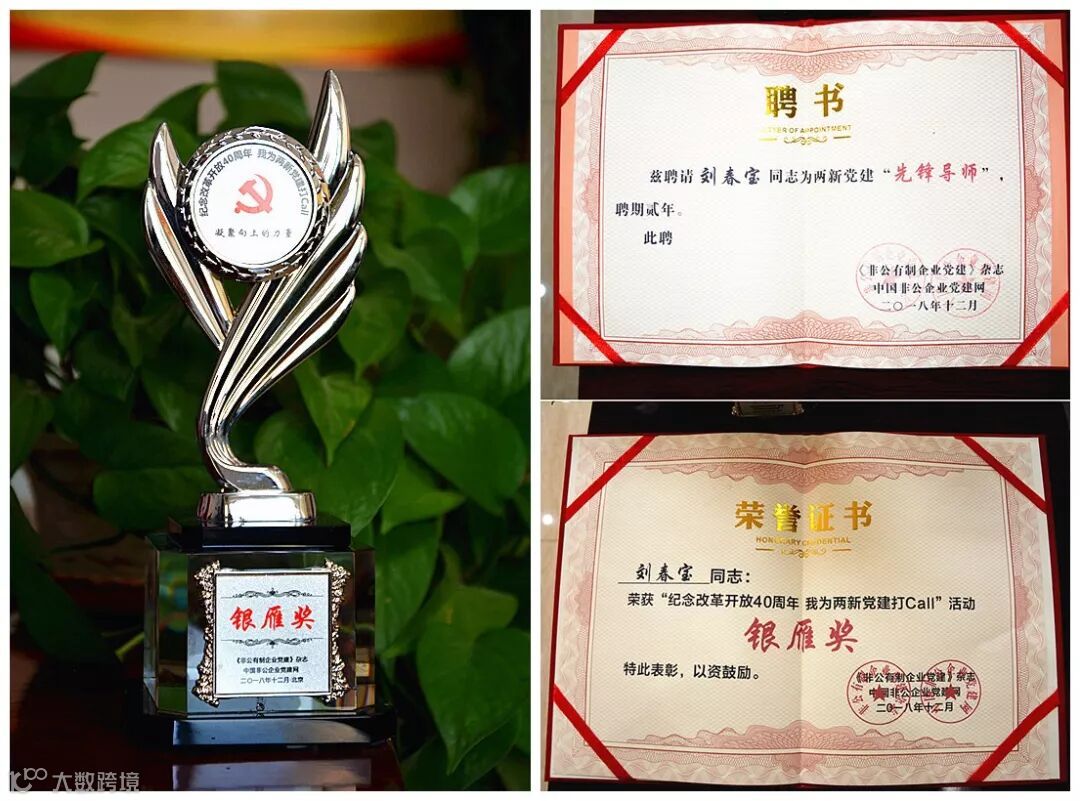 纪念改革开放40周年 我为两新党建打Call
凝聚向上的力量
银雁奖
《非公有制企业党建》杂志
中国非公企业党建网
二〇一八年十二月·北京
聘书
LETTER OF APPOINTMENT
兹聘请 刘春宝 同志为两新党建“先锋导师”，
聘期贰年。
此聘
《非公有制企业党建》杂志
中国非公企业党建网
二〇一八年十二月
荣誉证书
HONORARY CREDENTIAL
刘春宝 同志：
荣获“纪念改革开放40周年 我为两新党建打Call”活动
银雁奖
特此表彰，以资鼓励。
《非公有制企业党建》杂志
中国非公企业党建网
二〇一八年十二月
大数跨境